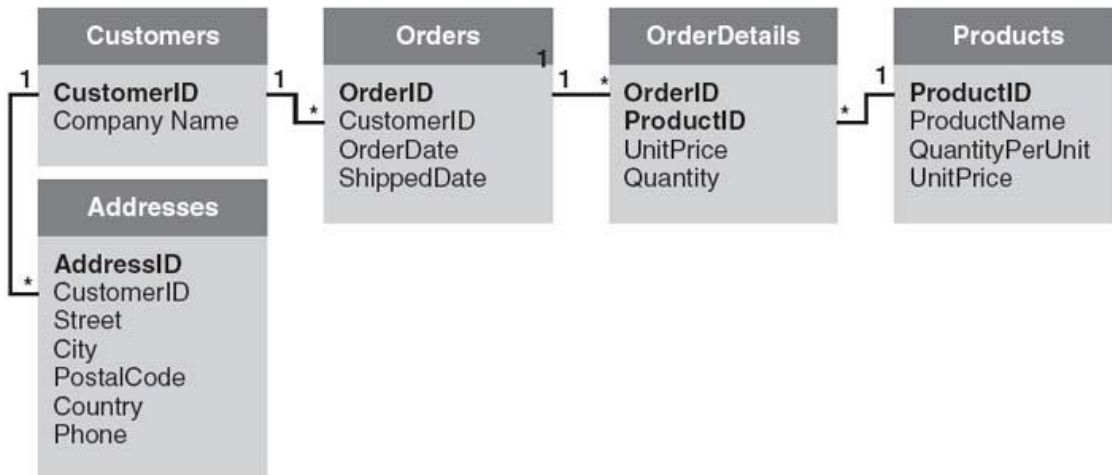 Customers
1
CustomerID
Company Name
1
*
Addresses
*
AddressID
CustomerID
Street
City
PostalCode
Country
Phone
Orders
1
OrderID
CustomerID
OrderDate
ShippedDate
1
*
OrderDetails
OrderID
ProductID
UnitPrice
Quantity
*
1
Products
ProductID
ProductName
QuantityPerUnit
UnitPrice